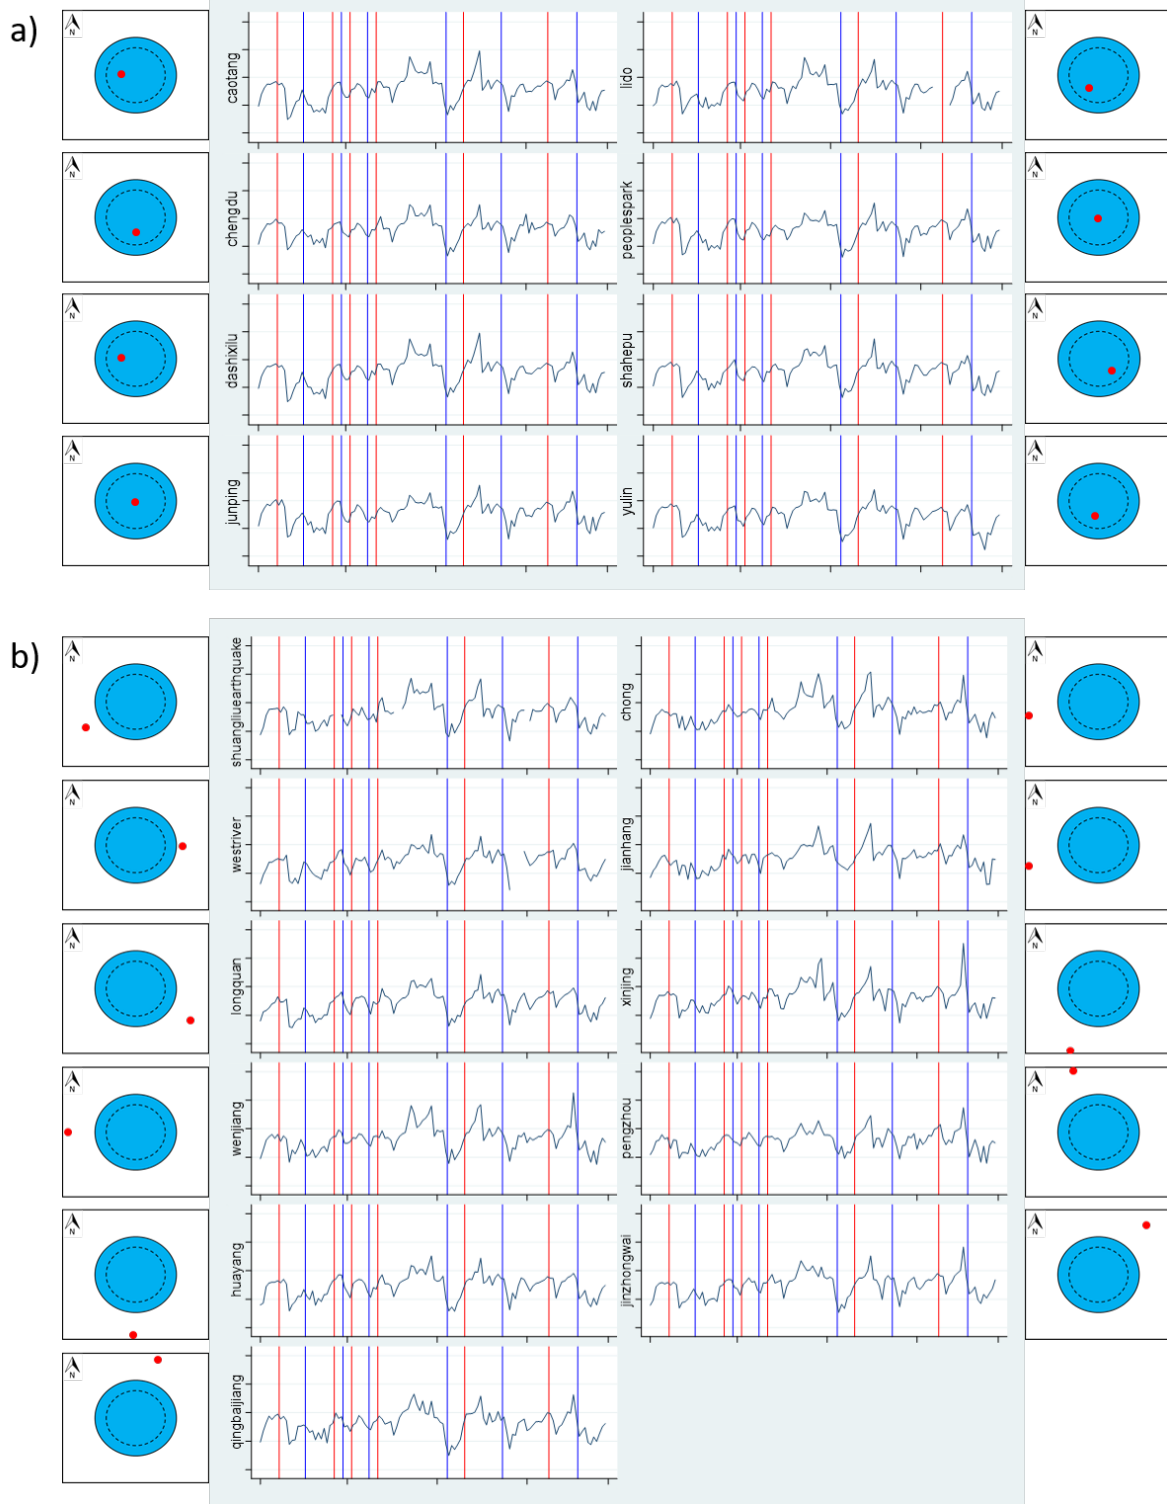 a)
N
caotang
lido
N
N
chengdu
peoplespark
N
N
dashixilu
shahepu
N
N
junping
yulin
N
b)
N
shuangliuearthquake
chong
N
N
westriver
jianhang
N
N
longquan
xinjing
N
N
wenjiang
pengzhou
N
N
huayang
jinzhongwai
N
N
qingbaijiang